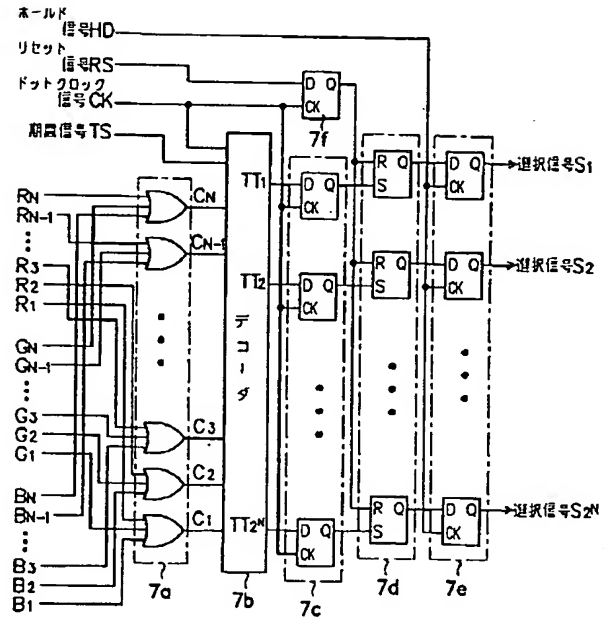 ホールド
信号HD
リセット
信号RS
ドットクロック
信号CK
期間信号TS
D Q
CK
7f
RN
RN-1
R3
R2
R1
GN
GN-1
G3
G2
G1
BN
BN-1
B3
B2
B1
CN
CN-1
C3
C2
C1
7a
デコーダ
TT1
TT2
TT2N
7b
D Q
CK
D Q
CK
D Q
CK
7c
R Q
S
R Q
S
R Q
S
7d
D Q
CK
D Q
CK
D Q
CK
7e
選択信号S1
選択信号S2
選択信号S2N